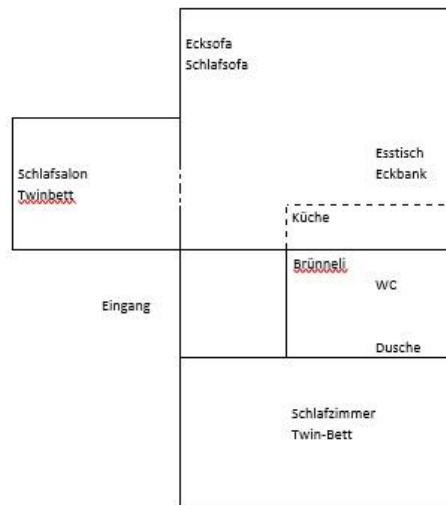 Ecksofa
Schlafsofa
Esstisch
Eckbank
Schlafsalon
Twinbett
Küche
Brünneli
WC
Eingang
Dusche
Schlafzimmer
Twin-Bett